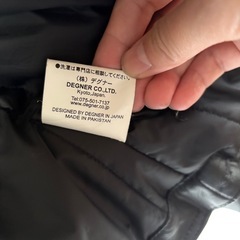 ●洗濯は専門店に相談してください。
(株)デグナー
DEGNER CO.,LTD.
Kyoto,Japan.
Tel 075-501-7137
www.degner.co.jp
DESIGNED BY DEGNER IN JAPAN
MADE IN PAKISTAN